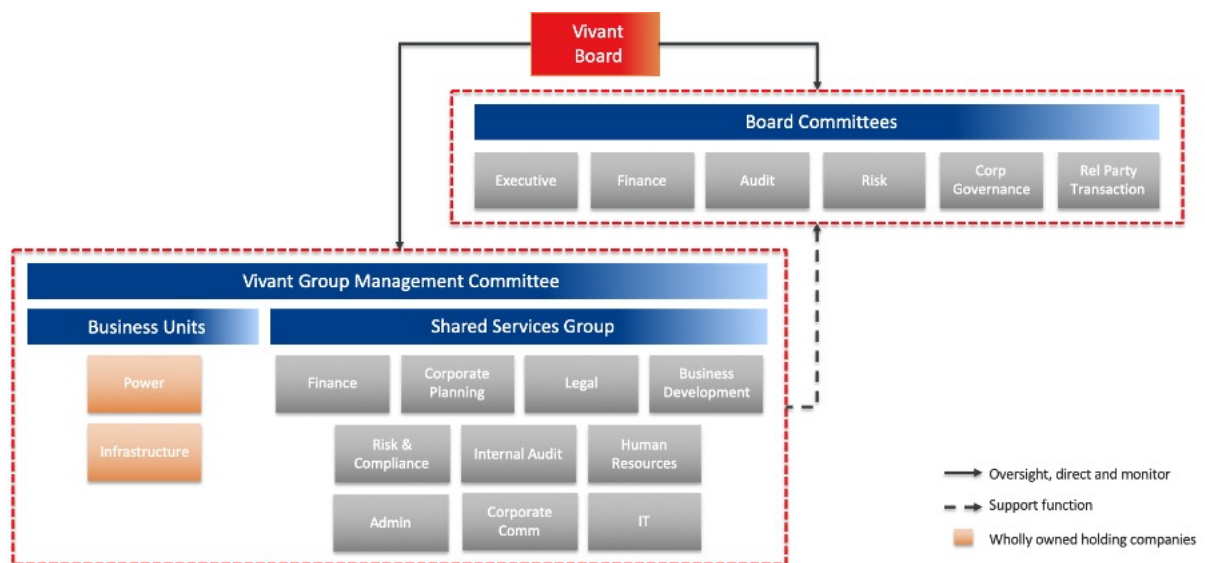 Vivant
Board
Board Committees
Executive
Finance
Audit
Risk
Corp
Governance
Rel Party
Transaction
Vivant Group Management Committee
Business Units
Shared Services Group
Power
Infrastructure
Finance
Corporate
Planning
Legal
Business
Development
Risk &
Compliance
Internal Audit
Human
Resources
Admin
Corporate
Comm
IT
Oversight, direct and monitor
Support function
Wholly owned holding companies